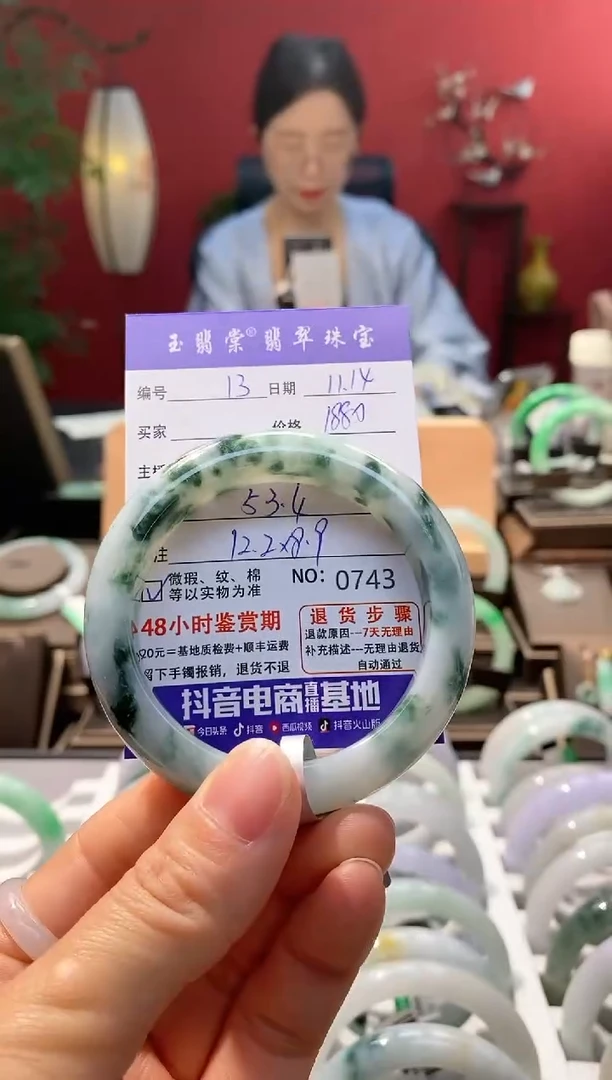 玉翡棠®翡翠珠宝
编号 13 日期 11.14
买家 价格 1880
主
53.4
注 12.2x8.9
微瑕、纹、棉
等以实物为准
NO: 0743
48小时鉴赏期
20元=基地质检费+顺丰运费
留下手镯报销，退货不退
退货步骤
退款原因---7天无理由
补充描述---无理由退货
自动通过
抖音电商直播基地
今日头条 抖音 西瓜视频 抖音火山版